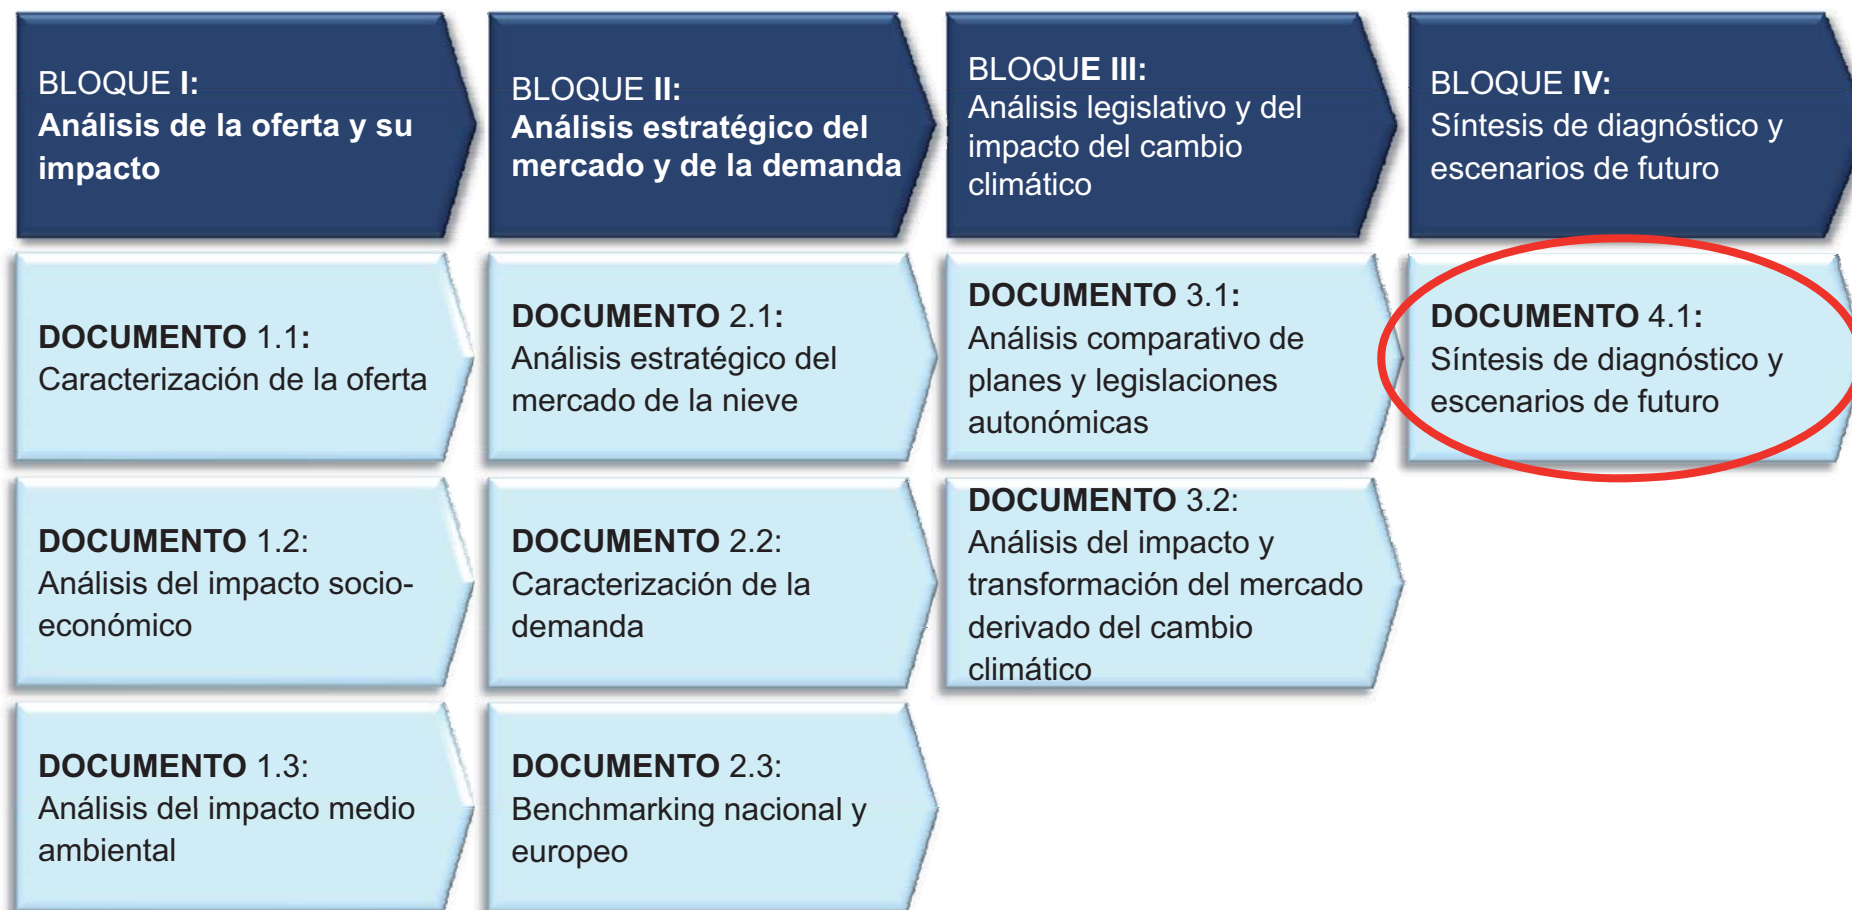 BLOQUE I:
Análisis de la oferta y su
impacto
BLOQUE II:
Análisis estratégico del
mercado y de la demanda
BLOQUE III:
Análisis legislativo y del
impacto del cambio
climático
BLOQUE IV:
Síntesis de diagnóstico y
escenarios de futuro
DOCUMENTO 1.1:
Caracterización de la oferta
DOCUMENTO 2.1:
Análisis estratégico del
mercado de la nieve
DOCUMENTO 3.1:
Análisis comparativo de
planes y legislaciones
autonómicas
DOCUMENTO 4.1:
Síntesis de diagnóstico y
escenarios de futuro
DOCUMENTO 1.2:
Análisis del impacto socio-
económico
DOCUMENTO 2.2:
Caracterización de la
demanda
DOCUMENTO 3.2:
Análisis del impacto y
transformación del mercado
derivado del cambio
climático
DOCUMENTO 1.3:
Análisis del impacto medio
ambiental
DOCUMENTO 2.3:
Benchmarking nacional y
europeo